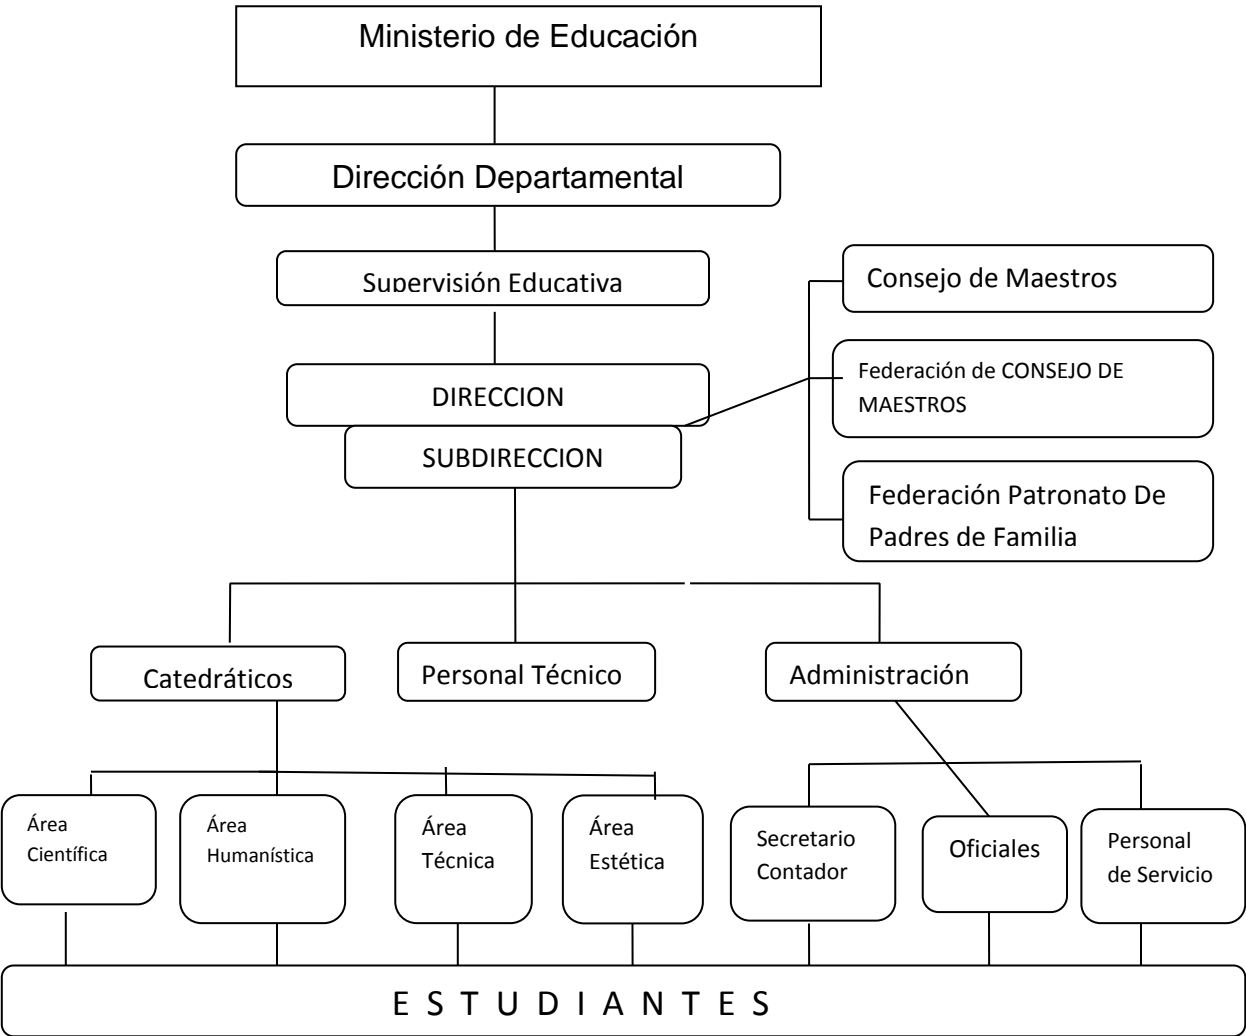 Ministerio de Educación
Dirección Departamental
Supervisión Educativa
Consejo de Maestros
Federación de CONSEJO DE
MAESTROS
DIRECCION
SUBDIRECCION
Federación Patronato De
Padres de Familia
Catedráticos
Personal Técnico
Administración
Área
Científica
Área
Humanística
Área
Técnica
Área
Estética
Secretario
Contador
Oficiales
Personal
de Servicio
E S T U D I A N T E S